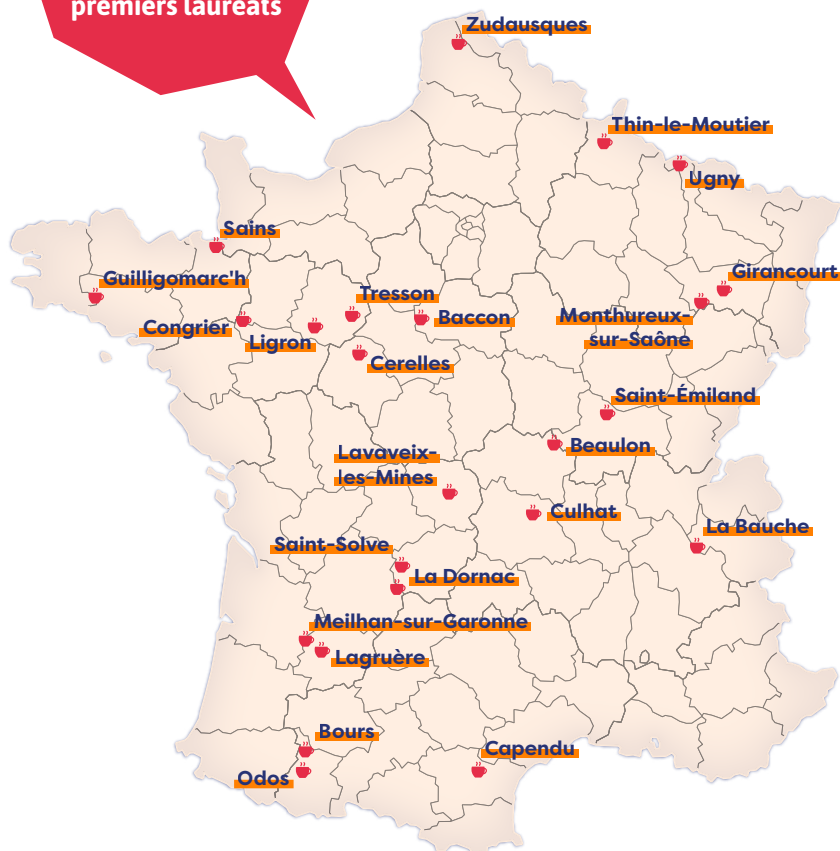 premiers lauréats
Zudausques
Thin-le-Moutier
Ugny
Sains
Guilligomarc'h
Girancourt
Tresson
Congrier
Baccon
Monthureux-
sur-Saône
Ligron
Cerelles
Saint-Émiland
Beaulon
Lavaveix-
les-Mines
Culhat
La Bauche
Saint-Solve
La Dornac
Meilhan-sur-Garonne
Lagruère
Bours
Capendu
Odos